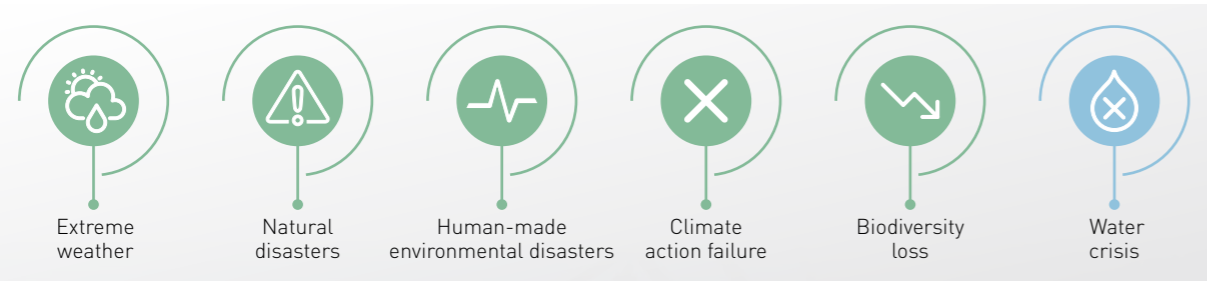 Extreme
weather
Natural
disasters
Human-made
environmental disasters
Climate
action failure
Biodiversity
loss
Water
crisis